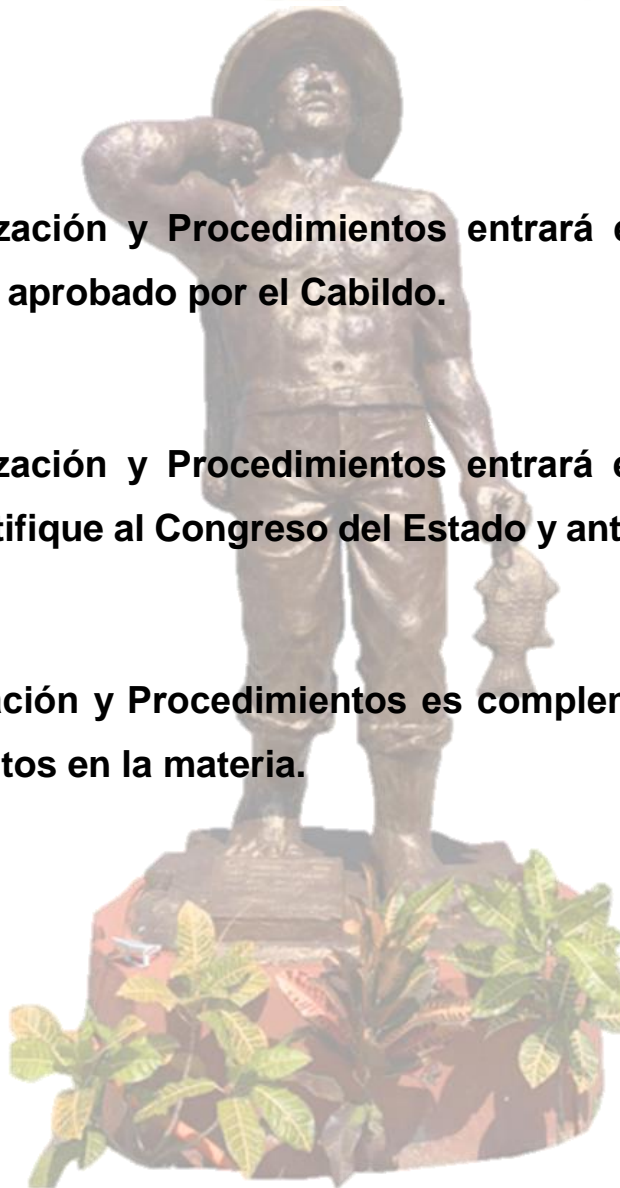 zación y Procedimientos entrará e
aprobado por el Cabildo.
zación y Procedimientos entrará e
tifique al Congreso del Estado y ant
ación y Procedimientos es complem
tos en la materia.